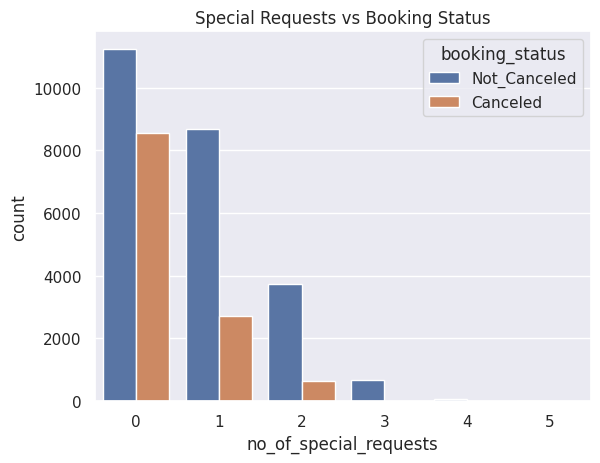 Special Requests vs Booking Status
booking_status
Not_Canceled
Canceled
count
10000
8000
6000
4000
2000
0
0 1 2 3 4 5
no_of_special_requests